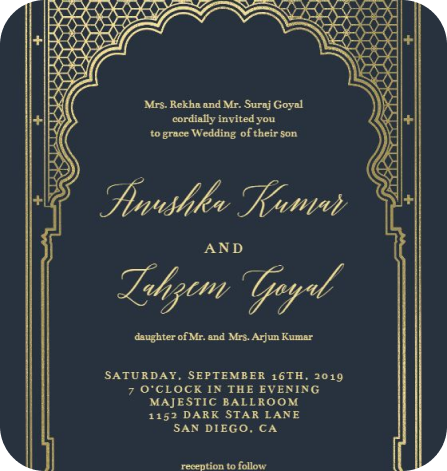 Mrs. Rekha and Mr. Suraj Goyal
cordially invited you
to grace Wedding of their son
Anushka Kumar
AND
Lahzem Goyal
daughter of Mr. and Mrs. Arjun Kumar
SATURDAY, SEPTEMBER 16TH, 2019
7 O'CLOCK IN THE EVENING
MAJESTIC BALLROOM
1152 DARK STAR LANE
SAN DIEGO, CA
reception to follow